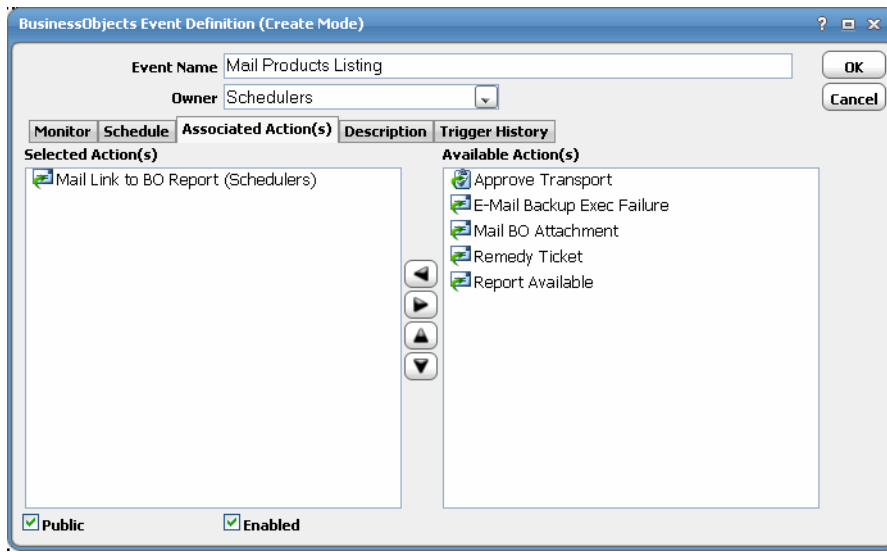 BusinessObjects Event Definition (Create Mode) ?
Event Name Mail Products Listing OK
Owner Schedulers Cancel
Monitor Schedule Associated Action(s) Description Trigger History
Selected Action(s) Available Action(s)
Mail Link to BO Report (Schedulers) Approve Transport
E-Mail Backup Exec Failure
Mail BO Attachment
Remedy Ticket
Report Available
Public Enabled